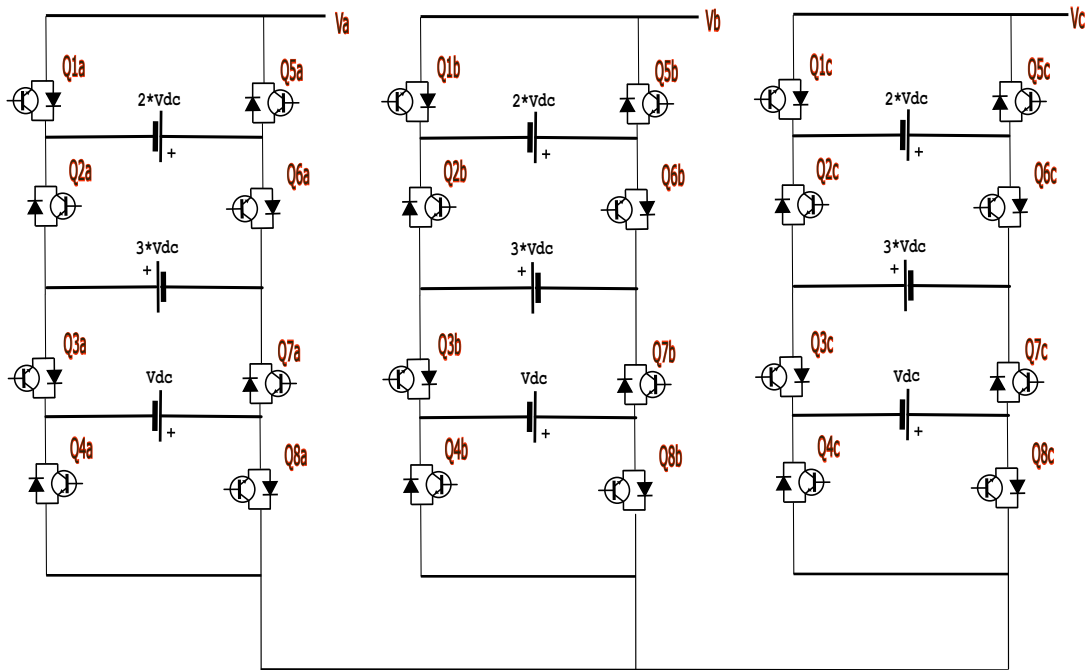 Va
Vb
Vc
Q1a
Q5a
Q1b
Q5b
Q1c
Q5c
2*Vdc
+
2*Vdc
+
2*Vdc
+
Q2a
Q6a
Q2b
Q6b
Q2c
Q6c
3*Vdc
+
3*Vdc
+
3*Vdc
+
Q3a
Q7a
Q3b
Q7b
Q3c
Q7c
Vdc
+
Vdc
+
Vdc
+
Q4a
Q8a
Q4b
Q8b
Q4c
Q8c